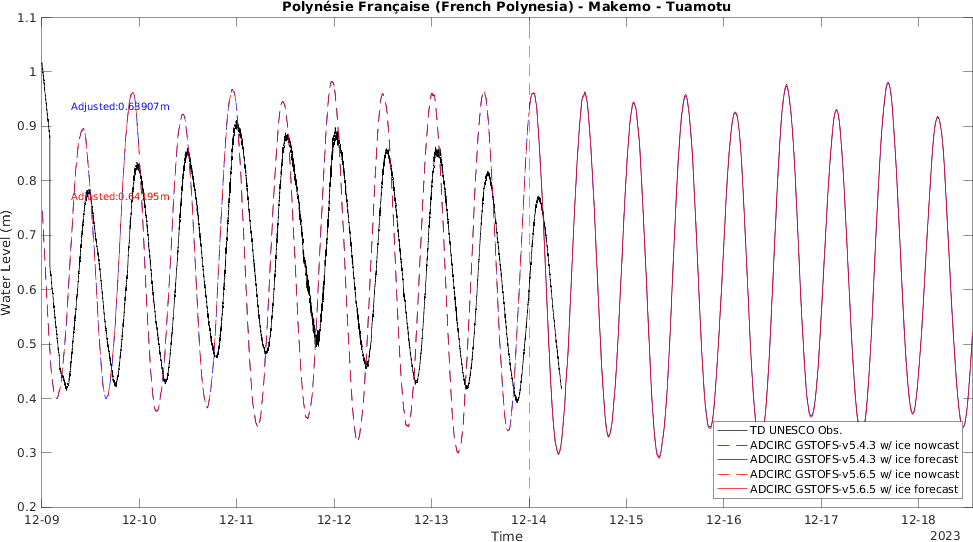 Polynésie Française (French Polynesia) - Makemo - Tuamotu
1.1
1
0.9
0.8
0.7
0.6
0.5
0.4
0.3
0.2
Water Level (m)
Adjusted:0.63907m
Adjusted:0.64195m
TD UNESCO Obs.
ADCIRC GSTOFS-v5.4.3 w/ ice nowcast
ADCIRC GSTOFS-v5.4.3 w/ ice forecast
ADCIRC GSTOFS-v5.6.5 w/ ice nowcast
ADCIRC GSTOFS-v5.6.5 w/ ice forecast
12-09 12-10 12-11 12-12 12-13 12-14 12-15 12-16 12-17 12-18
Time
2023